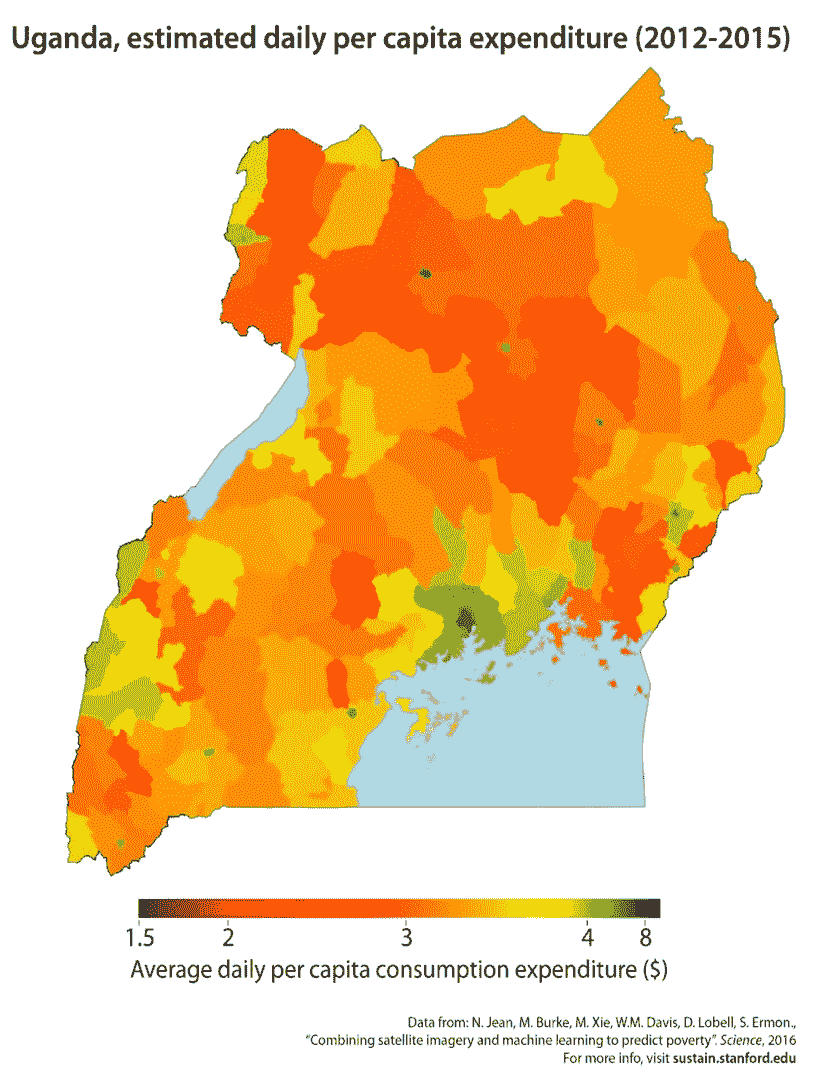 Uganda, estimated daily per capita expenditure (2012-2015)
1.5 2 3 4 8
Average daily per capita consumption expenditure ($)
Data from: N. Jean, M. Burke, M. Xie, W.M. Davis, D. Lobell, S. Ermon.,
"Combining satellite imagery and machine learning to predict poverty". Science, 2016
For more info, visit sustain.stanford.edu